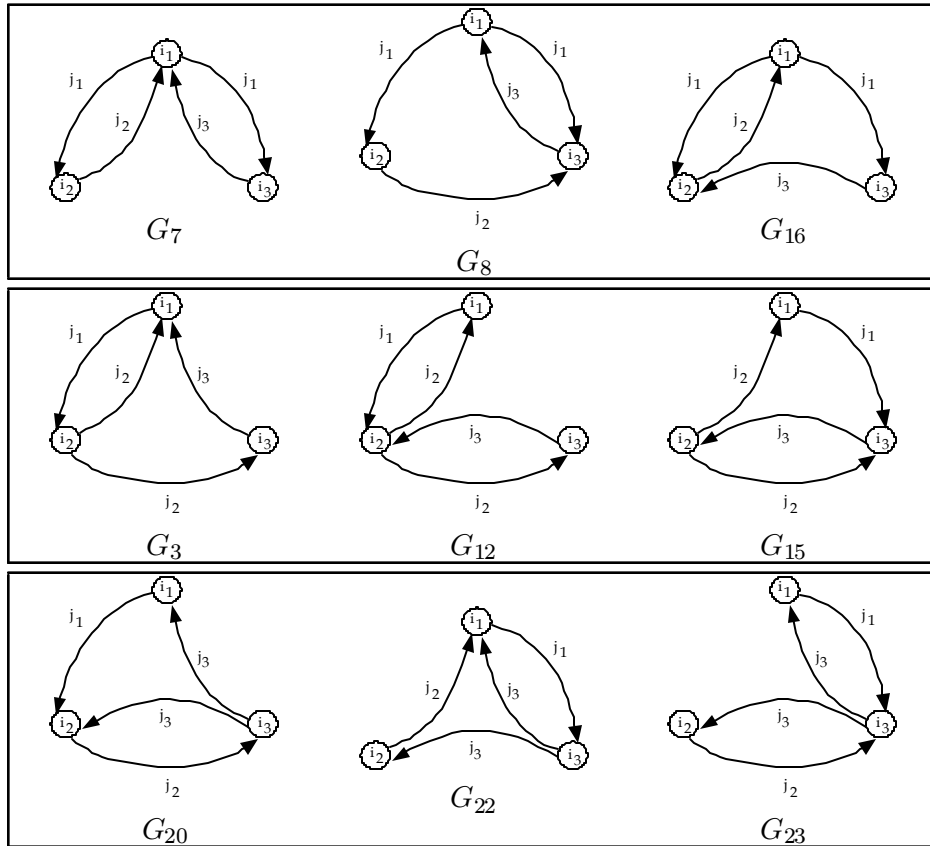 i1 i1 i1
j1 j1 j1 j1 j1 j1
j2 j3 j3 j2
i2 i3 i2 i3 i2 j3 i3
j2
G7 G8 G16
i1 i1 i1
j1 j1 j1
j2 j3 j2 j2
i2 i3 i2 j3 i3 i2 j3 i3
j2 j2 j2
G3 G12 G15
i1 i1 i1
j1 j1 j1
j3 j2 j3 j3
i2 j3 i3 i2 j3 i3 i2 j3 i3
j2 j2
G20 G22 G23